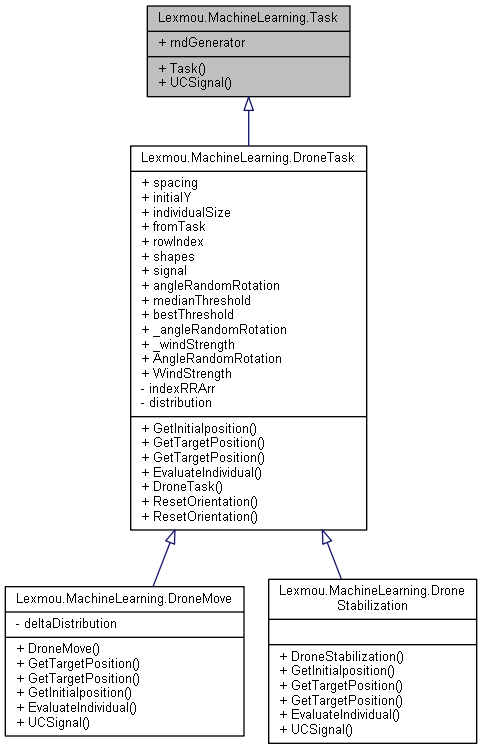 Lexmou.MachineLearning.Task
+ rndGenerator
+ Task()
+ UCSignal()
Lexmou.MachineLearning.DroneTask
+ spacing
+ initialY
+ individualSize
+ fromTask
+ rowIndex
+ shapes
+ signal
+ angleRandomRotation
+ medianThreshold
+ bestThreshold
+ _angleRandomRotation
+ _windStrength
+ AngleRandomRotation
+ WindStrength
- indexRRArr
- distribution
+ GetInitialposition()
+ GetTargetPosition()
+ GetTargetPosition()
+ EvaluateIndividual()
+ DroneTask()
+ ResetOrientation()
+ ResetOrientation()
Lexmou.MachineLearning.DroneMove
- deltaDistribution
+ DroneMove()
+ GetTargetPosition()
+ GetTargetPosition()
+ GetInitialposition()
+ EvaluateIndividual()
+ UCSignal()
Lexmou.MachineLearning.Drone
Stabilization
+ DroneStabilization()
+ GetInitialposition()
+ GetTargetPosition()
+ GetTargetPosition()
+ EvaluateIndividual()
+ UCSignal()